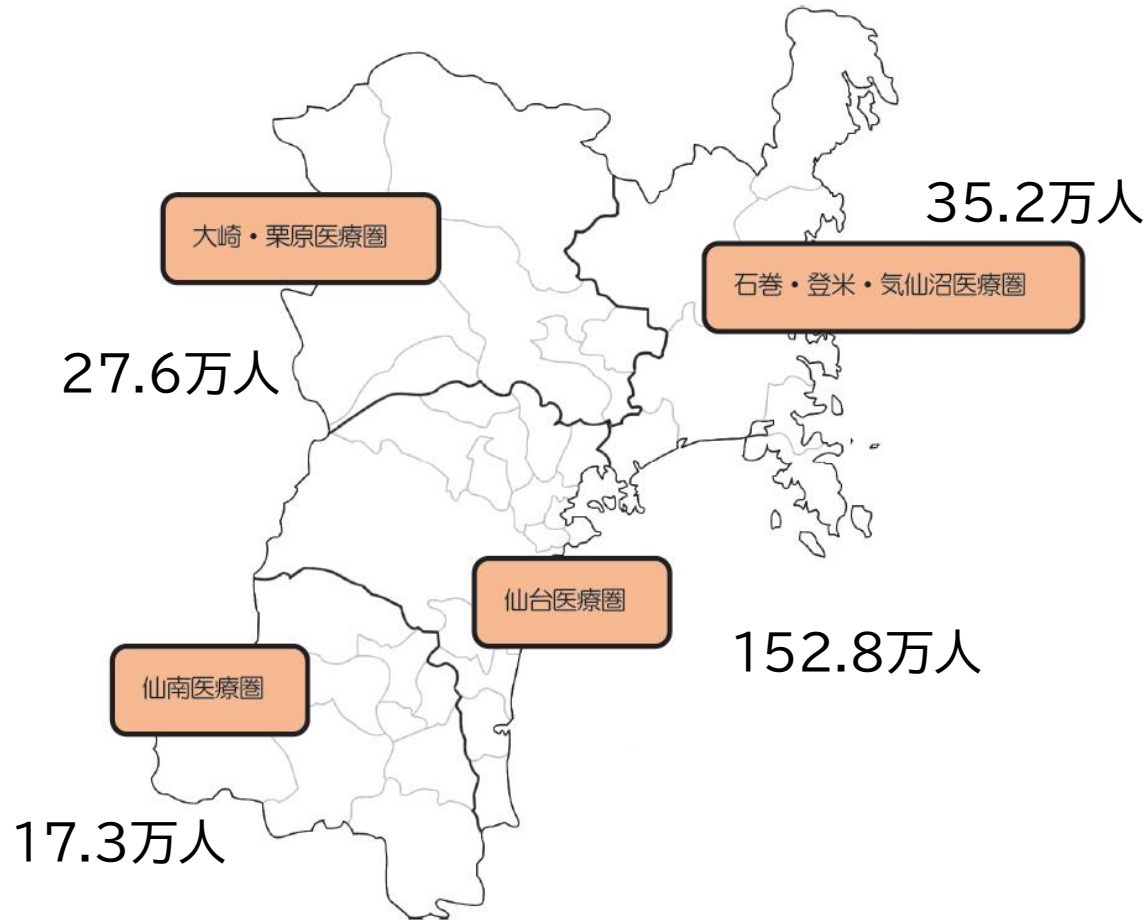 35.2万人
大崎・栗原医療圏
石巻・登米・気仙沼医療圏
27.6万人
仙台医療圏
152.8万人
仙南医療圏
17.3万人